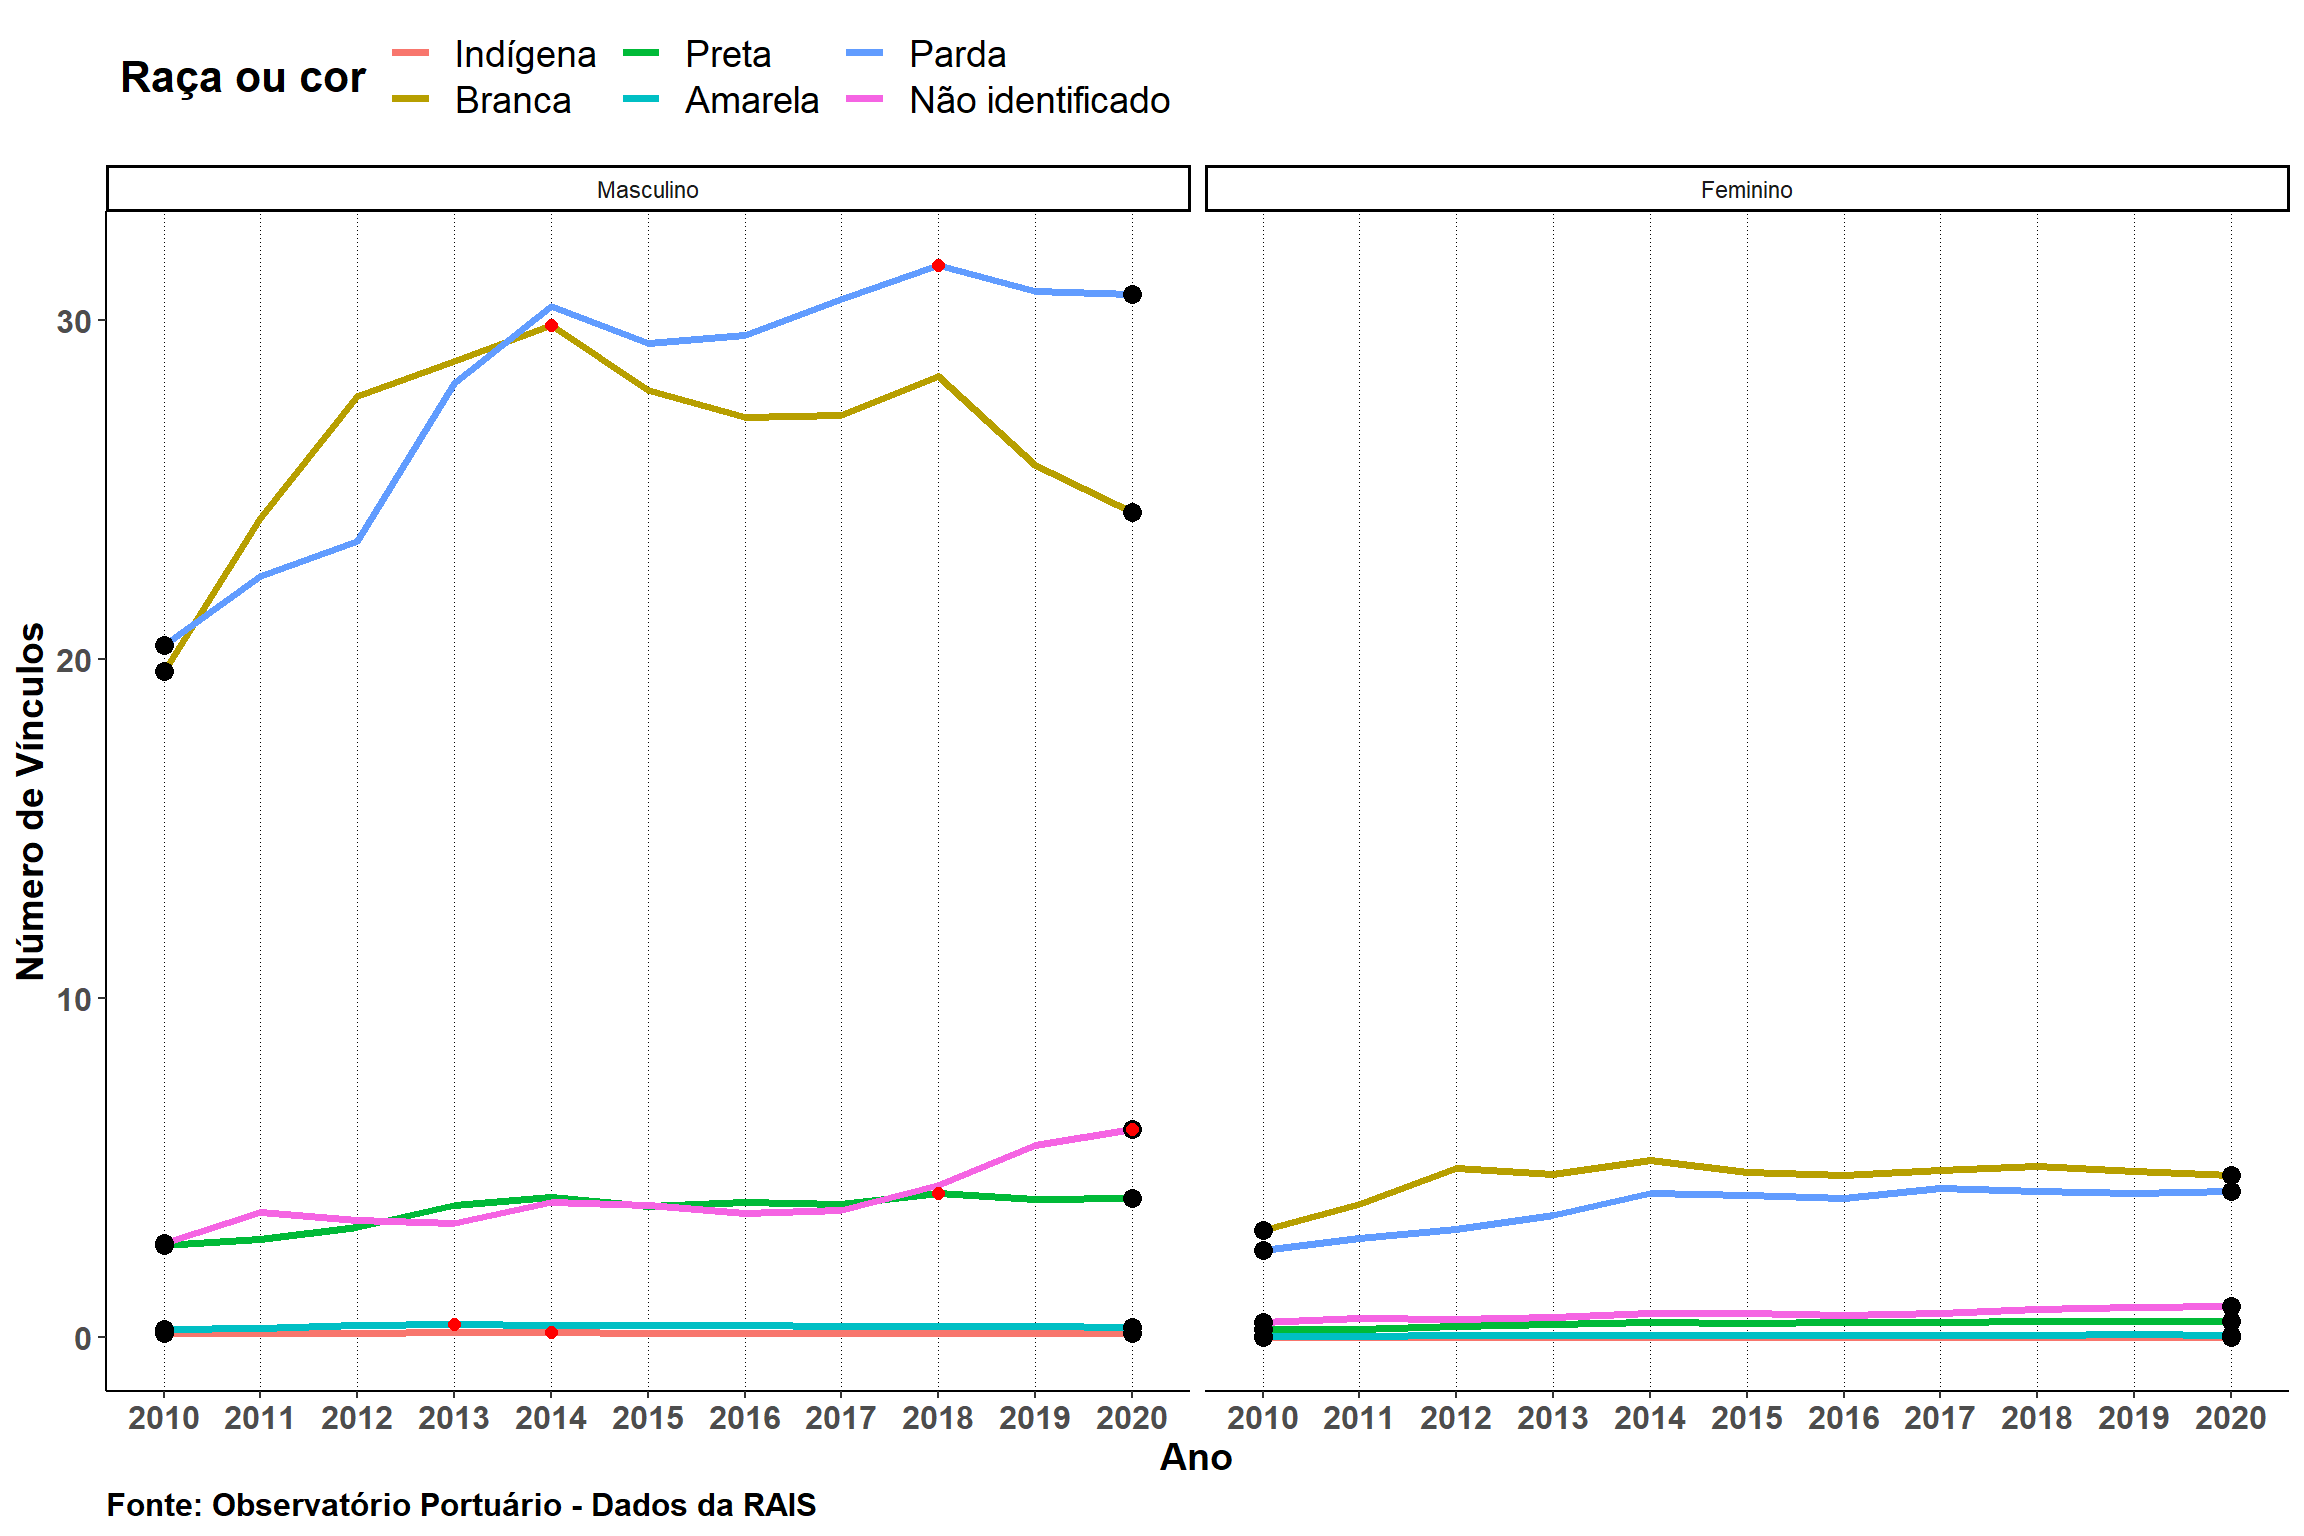 Raça ou cor
Indígena Preta Parda
Branca Amarela Não identificado
Masculino Feminino
Número de Vínculos
30
20
10
0
2010 2011 2012 2013 2014 2015 2016 2017 2018 2019 2020 2010 2011 2012 2013 2014 2015 2016 2017 2018 2019 2020
Ano
Fonte: Observatório Portuário - Dados da RAIS